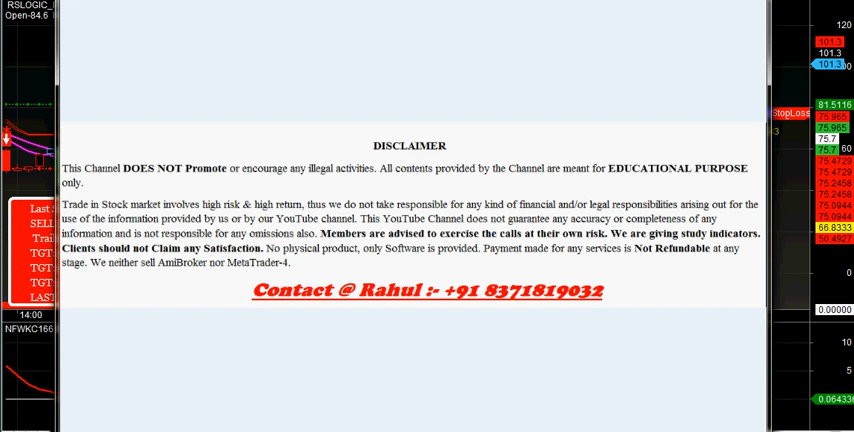 RSLOGIC_
Open-84.6
120
101.3
101.3
101.3
StopLoss
81.5116
75.965
75.965
75.7
75.7
60
75.4729
75.4729
75.2458
75.2458
75.0944
75.0944
66.8333
50.4927
0
0.00000
DISCLAIMER
This Channel DOES NOT Promote or encourage any illegal activities. All contents provided by the Channel are meant for EDUCATIONAL PURPOSE
only.
Trade in Stock market involves high risk & high return, thus we do not take responsible for any kind of financial and/or legal responsibilities arising out for the
use of the information provided by us or by our YouTube channel. This YouTube Channel does not guarantee any accuracy or completeness of any
information and is not responsible for any omissions also. Members are advised to exercise the calls at their own risk. We are giving study indicators.
Clients should not Claim any Satisfaction. No physical product, only Software is provided. Payment made for any services is Not Refundable at any
stage. We neither sell AmiBroker nor MetaTrader-4.
Contact @ Rahul :- +91 8371819032
Last
SELL
Trai
TGT
TGT
TGT
LAST
14:00
NFWKC166
10
5
0.064336